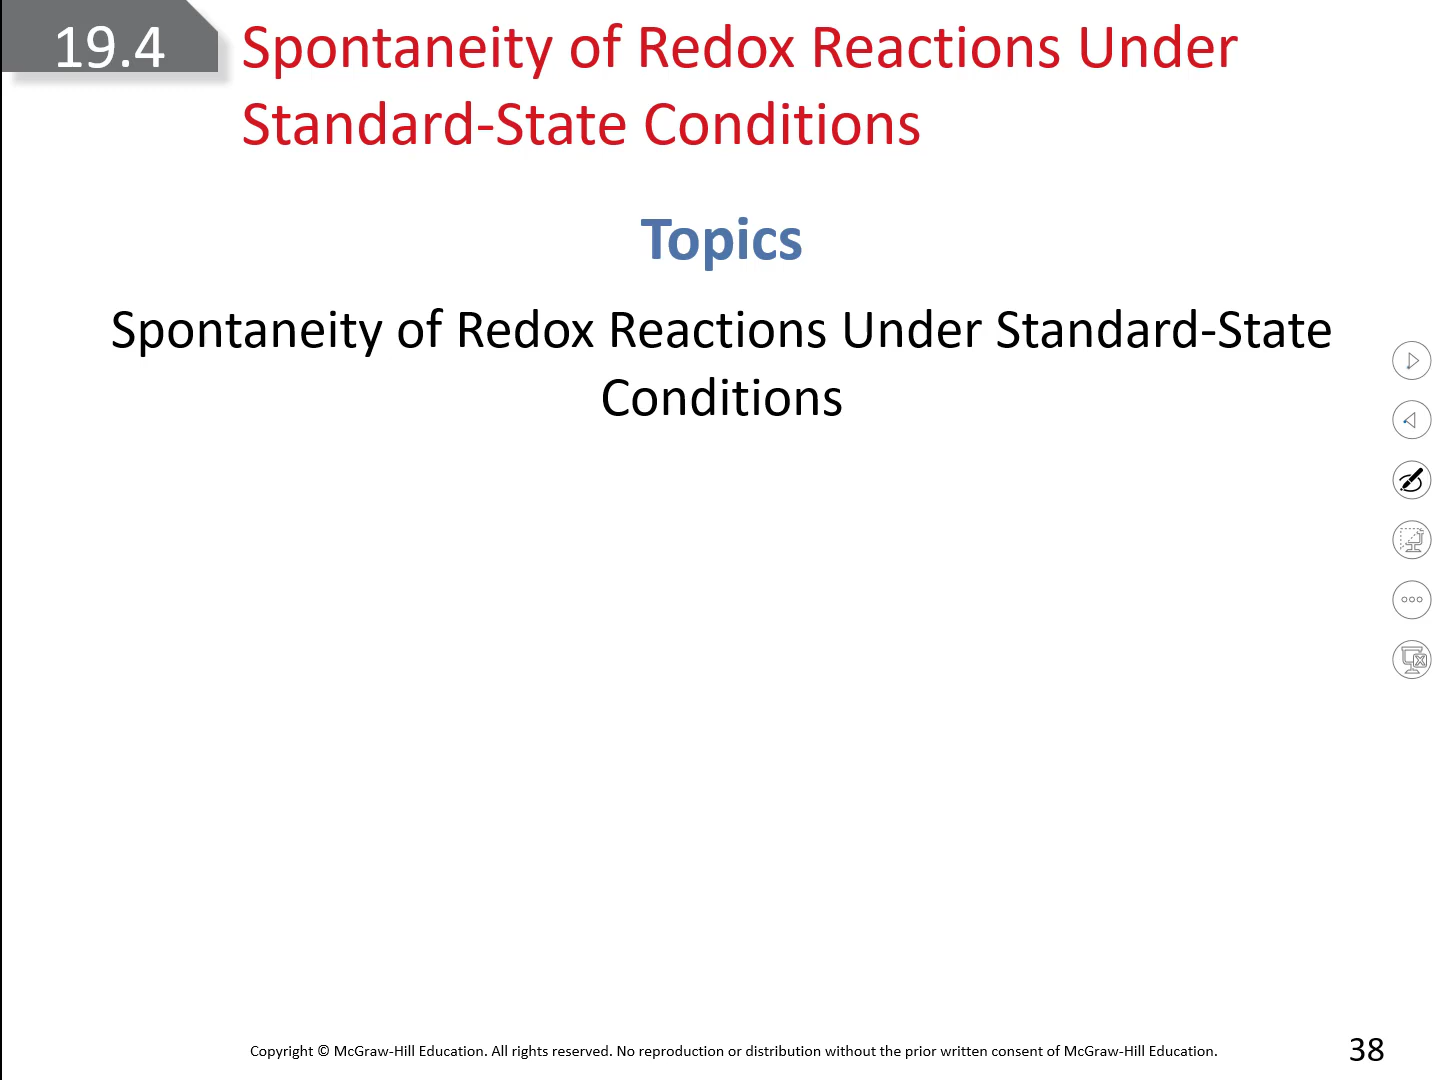 19.4
Spontaneity of Redox Reactions Under
Standard-State Conditions
Topics
Spontaneity of Redox Reactions Under Standard-State
Conditions
Copyright © McGraw-Hill Education. All rights reserved. No reproduction or distribution without the prior written consent of McGraw-Hill Education.
38